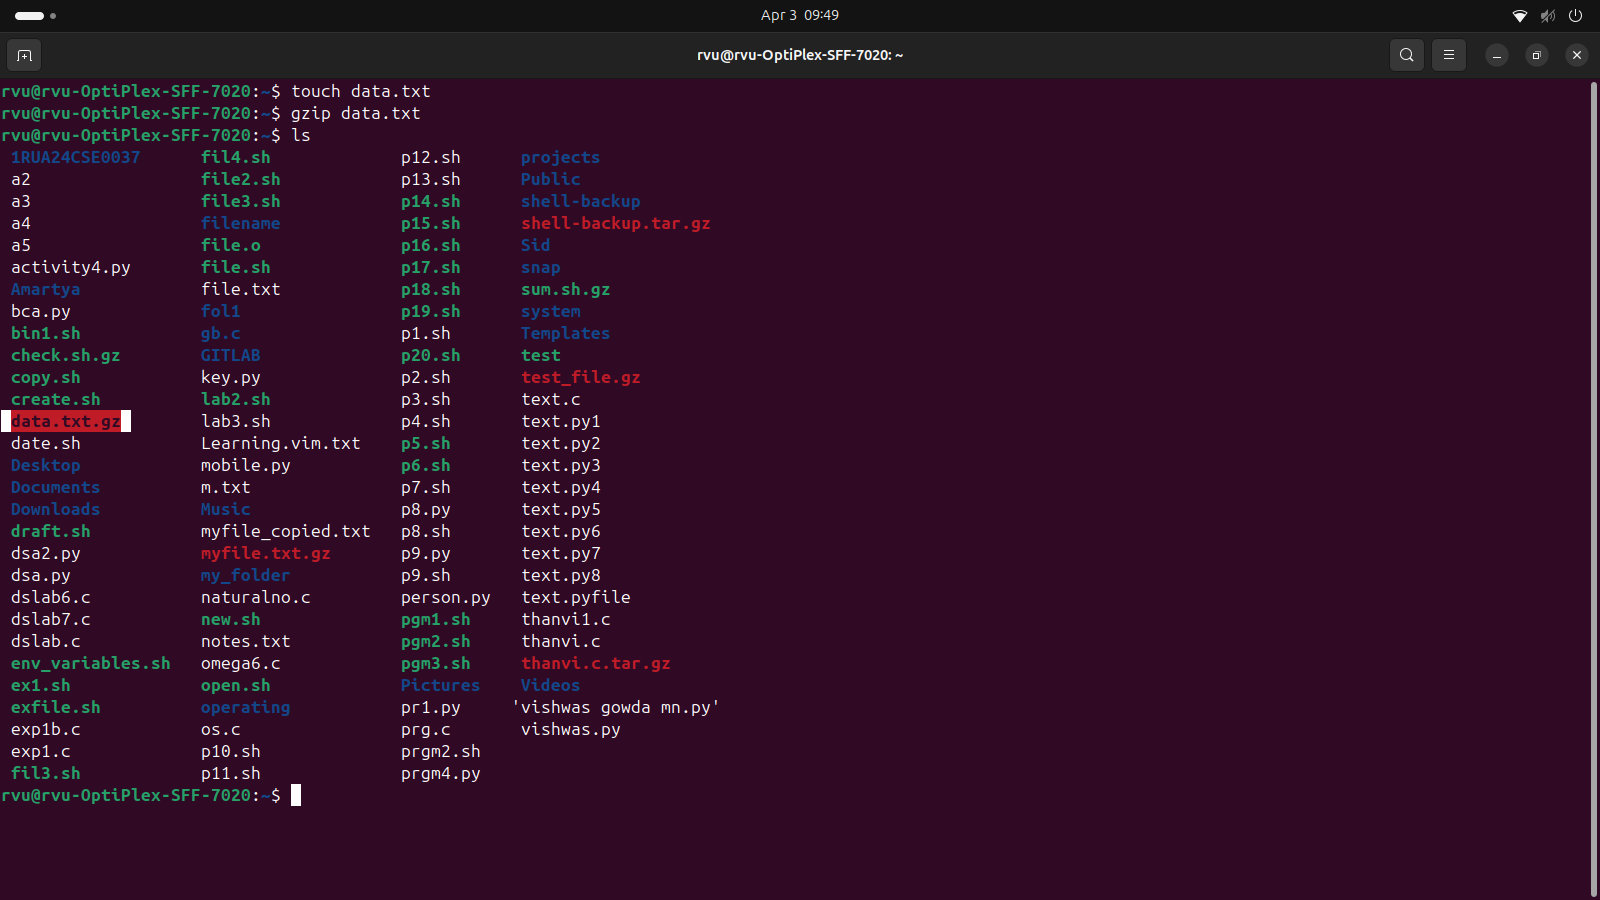 Apr 3 09:49
rvu@rvu-OptiPlex-SFF-7020: ~
rvu@rvu-OptiPlex-SFF-7020:~$ touch data.txt
rvu@rvu-OptiPlex-SFF-7020:~$ gzip data.txt
rvu@rvu-OptiPlex-SFF-7020:~$ ls
1RUA24CSE0037 fil4.sh p12.sh projects
a2 file2.sh p13.sh Public
a3 file3.sh p14.sh shell-backup
a4 filename p15.sh shell-backup.tar.gz
a5 file.o p16.sh Sid
activity4.py file.sh p17.sh snap
Amartya file.txt p18.sh sum.sh.gz
bca.py fol1 p19.sh system
bin1.sh gb.c p1.sh Templates
check.sh.gz GITLAB p20.sh test
copy.sh key.py p2.sh test_file.gz
create.sh lab2.sh p3.sh text.c
data.txt.gz lab3.sh p4.sh text.py1
date.sh Learning.vim.txt p5.sh text.py2
Desktop mobile.py p6.sh text.py3
Documents m.txt p7.sh text.py4
Downloads Music p8.py text.py5
draft.sh myfile_copied.txt p8.sh text.py6
dsa2.py myfile.txt.gz p9.py text.py7
dsa.py my_folder p9.sh text.py8
dslab6.c naturalno.c person.py text.pyfile
dslab7.c new.sh pgm1.sh thanvi1.c
dslab.c notes.txt pgm2.sh thanvi.c
env_variables.sh omega6.c pgm3.sh thanvi.c.tar.gz
ex1.sh open.sh Pictures Videos
exfile.sh operating pr1.py 'vishwas gowda mn.py'
exp1b.c os.c prg.c vishwas.py
exp1.c p10.sh prgm2.sh
fil3.sh p11.sh prgm4.py
rvu@rvu-OptiPlex-SFF-7020:~$